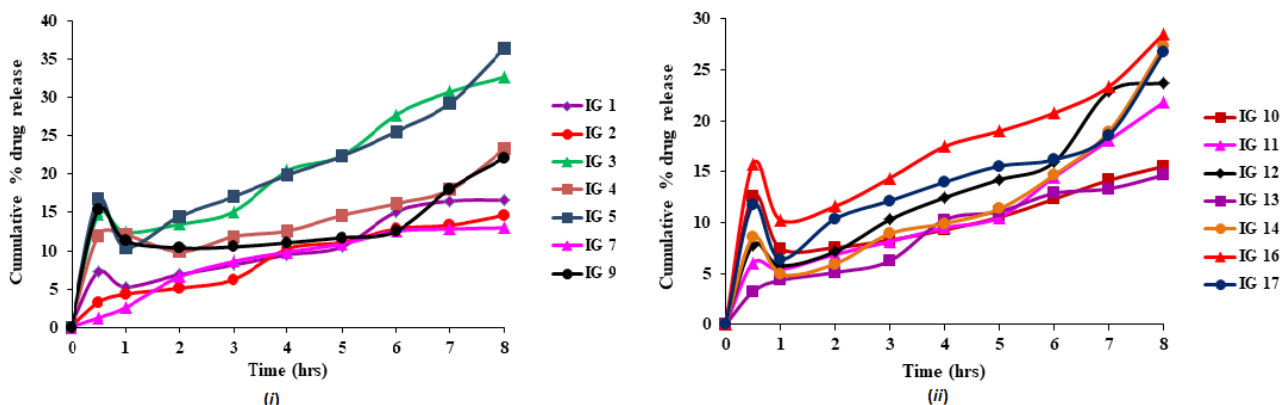 Cumulative % drug release
40
35
30
25
20
15
10
5
0
0 1 2 3 4 5 6 7 8
Time (hrs)
IG 1
IG 2
IG 3
IG 4
IG 5
IG 7
IG 9
(i)
Cumulative % drug release
30
25
20
15
10
5
0
0 1 2 3 4 5 6 7 8
Time (hrs)
IG 10
IG 11
IG 12
IG 13
IG 14
IG 16
IG 17
(ii)